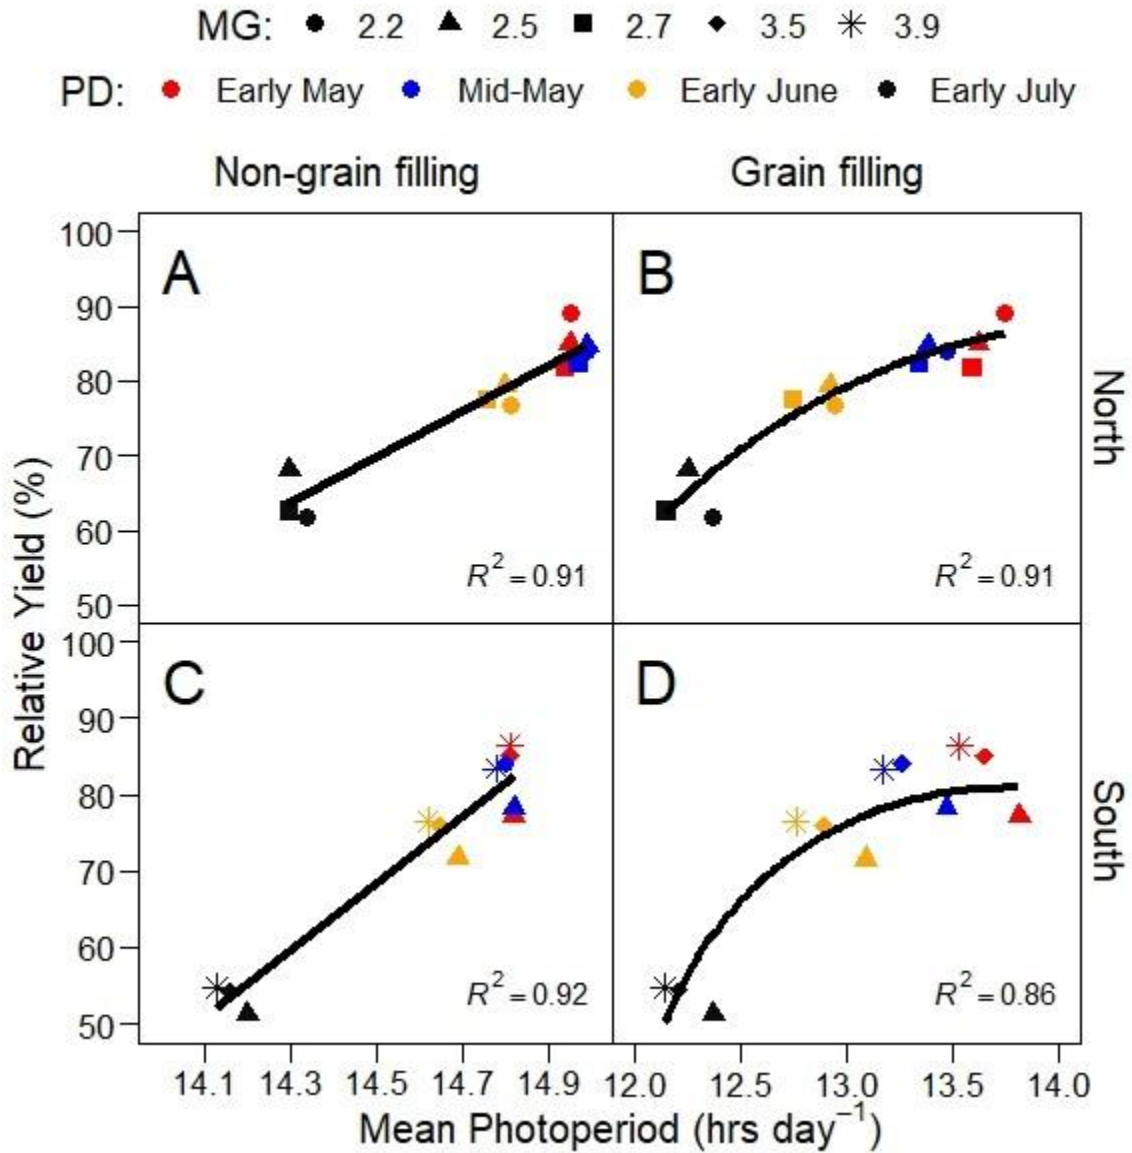 MG: 2.2 2.5 2.7 3.5 3.9
PD: Early May Mid-May Early June Early July
Non-grain filling Grain filling
Relative Yield (%)
100
90
80
70
60
50
A
R² = 0.91
B
R² = 0.91
North
100
90
80
70
60
50
C
R² = 0.92
D
R² = 0.86
South
14.1 14.3 14.5 14.7 14.9 12.0 12.5 13.0 13.5 14.0
Mean Photoperiod (hrs day⁻¹)